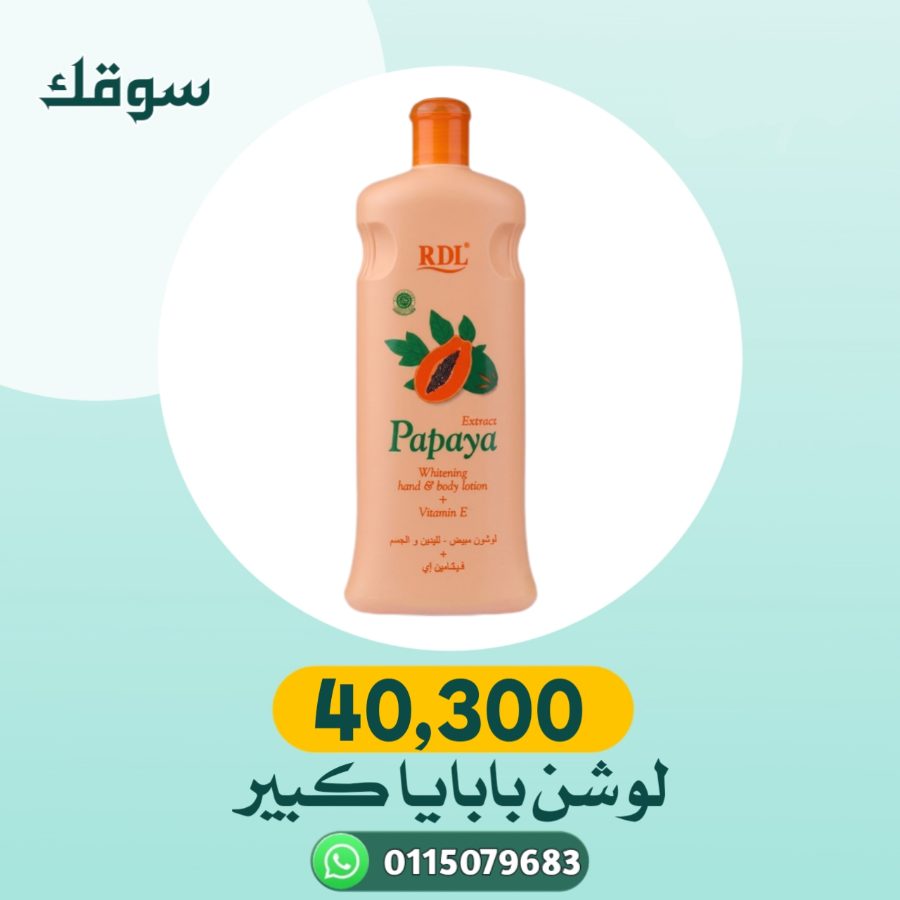 سوقك
RDL®
Extract
Papaya
Whitening
hand & body lotion
+
Vitamin E
لوشون مبيض - لليدين و الجسم
+
فيتامين إي
40,300
لوشن بابايا كبير
0115079683